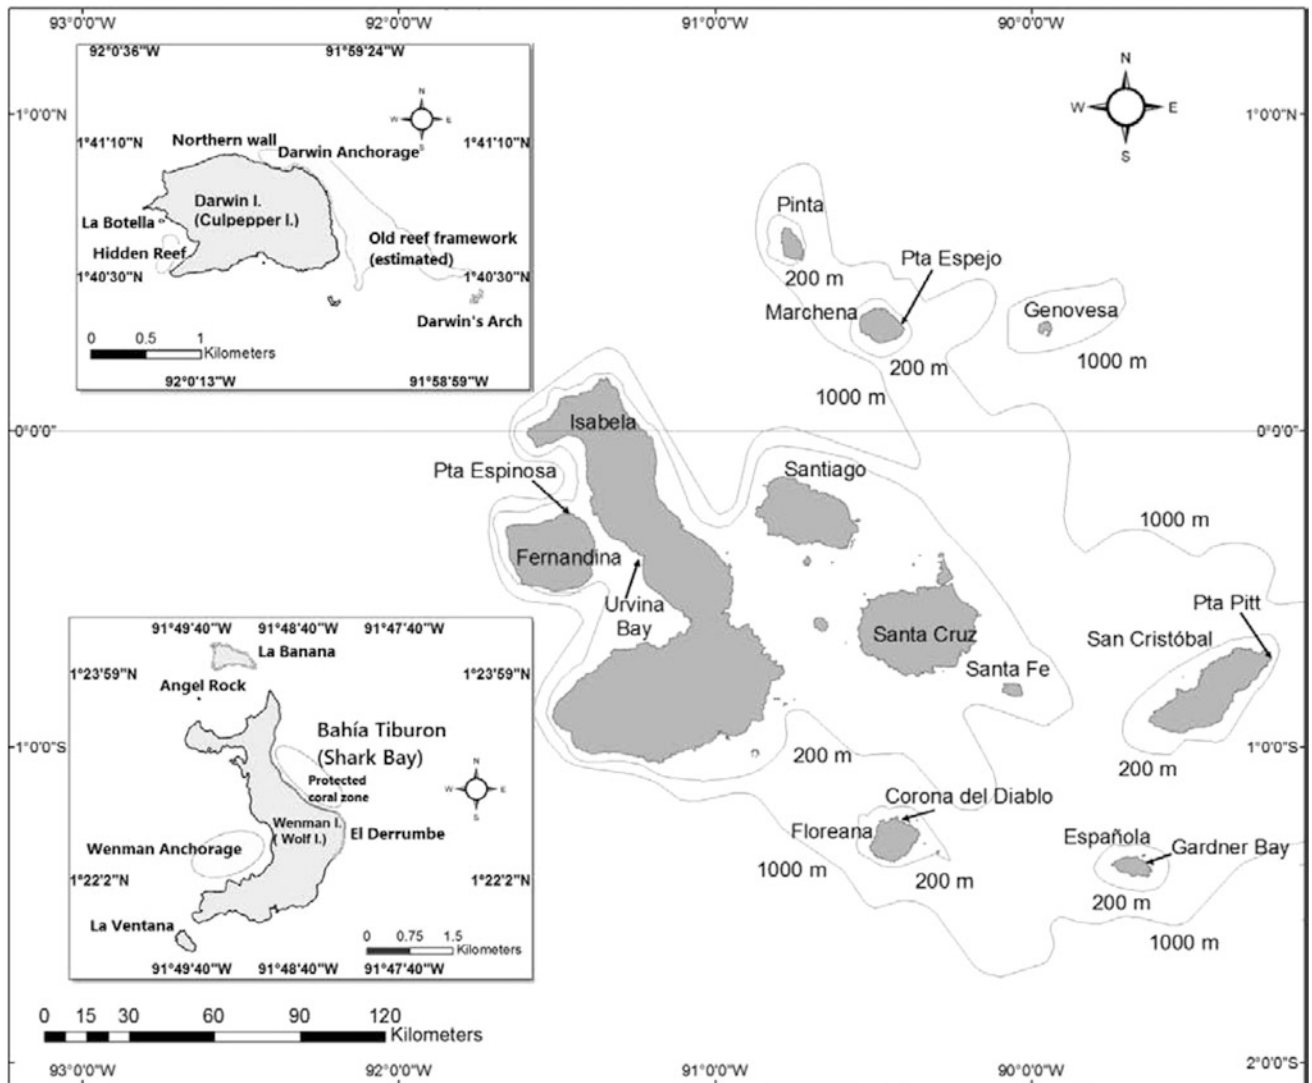 93°0'0"W 92°0'0"W 91°0'0"W 90°0'0"W
92°0'36"W 91°59'24"W
N
W E
S
1°0'0"N 1°0'0"N
1°41'10"N 1°41'10"N
Northern wall
Darwin Anchorage
Darwin I.
(Culpepper I.)
La Botella
Hidden Reef
Old reef framework
(estimated)
1°40'30"N 1°40'30"N
Darwin's Arch
0 0.5 1
Kilometers
92°0'13"W 91°58'59"W
N
W E
S
Pinta
200 m
Pta Espejo
Marchena
200 m
1000 m
Genovesa
1000 m
0°0'0" 0°0'0"
Isabela
Pta Espinosa
Santiago
Fernandina
Urvina
Bay
1000 m
Santa Cruz
Santa Fe
Pta Pitt
San Cristóbal
200 m
1°0'0"S 1°0'0"S
200 m
Corona del Diablo
Floreana
200 m
1000 m
Española
Gardner Bay
200 m
1000 m
91°49'40"W 91°48'40"W 91°47'40"W
La Banana
1°23'59"N 1°23'59"N
Angel Rock
Bahía Tiburon
(Shark Bay)
Protected
coral zone
N
W E
S
Wenman I.
( Wolf I.)
El Derrumbe
Wenman Anchorage
1°22'2"N 1°22'2"N
La Ventana
0 0.75 1.5
Kilometers
91°49'40"W 91°48'40"W 91°47'40"W
0 15 30 60 90 120
Kilometers
2°0'0"S
93°0'0"W 92°0'0"W 91°0'0"W 90°0'0"W